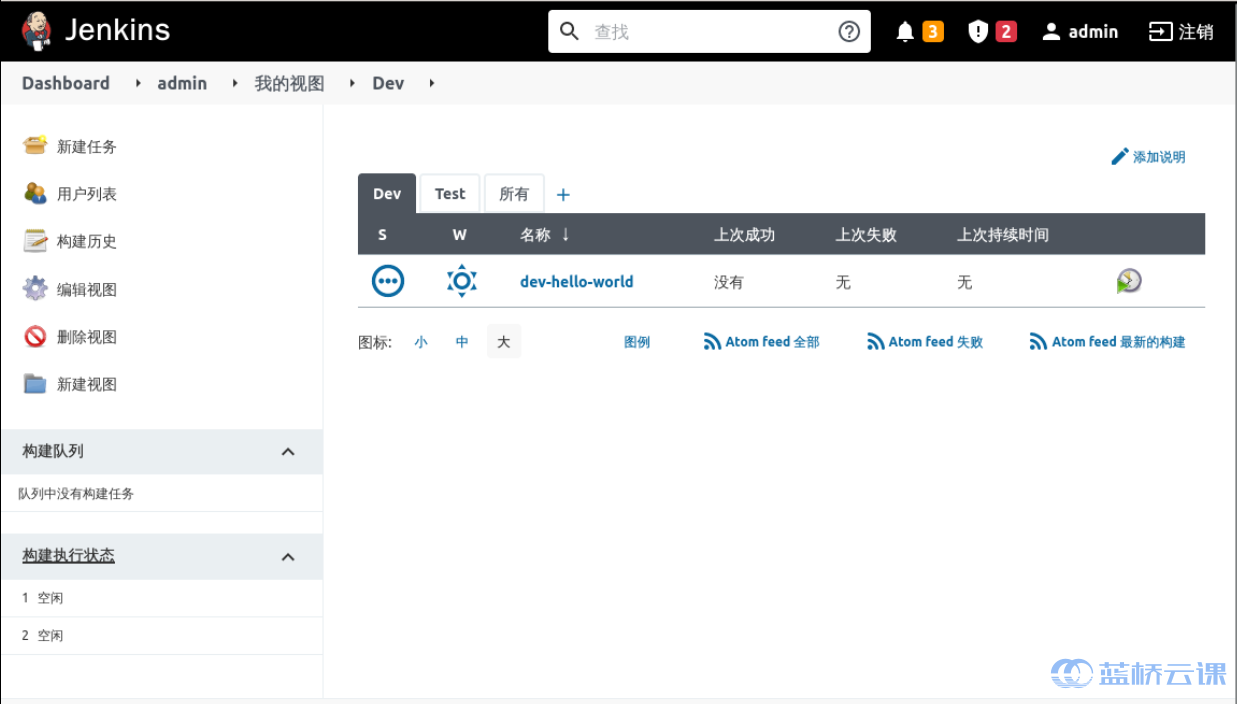 Jenkins 查找 3 2 admin 注销
Dashboard admin 我的视图 Dev
新建任务
用户列表
构建历史
编辑视图
删除视图
新建视图
构建队列
队列中没有构建任务
构建执行状态
1 空闲
2 空闲
添加说明
Dev Test 所有 +
S W 名称 ↓ 上次成功 上次失败 上次持续时间
dev-hello-world 没有 无 无
图标: 小 中 大 图例 Atom feed 全部 Atom feed 失败 Atom feed 最新的构建
蓝桥云课